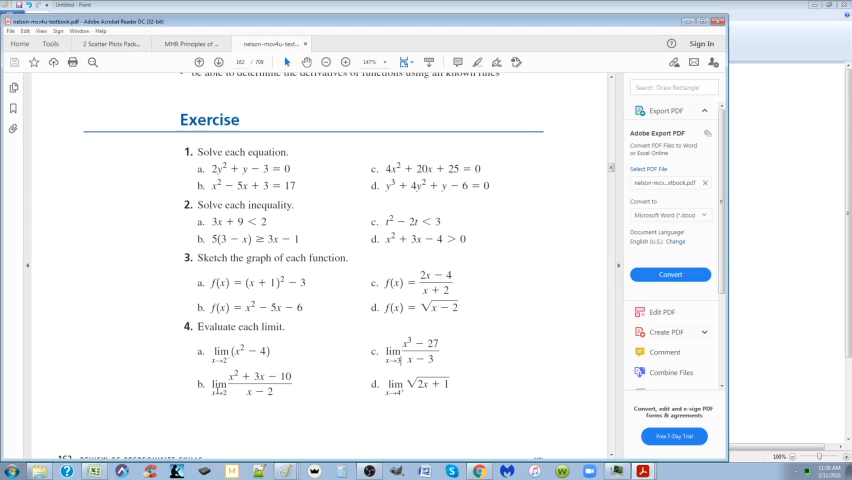 Untitled - Paint
nelson-mcv4u-textbook.pdf - Adobe Acrobat Reader DC (32-bit)
File Edit View Sign Window Help
Home Tools 2 Scatter Plots Pack... MHR Principles of ... nelson-mcv4u-text... × Sign In
162 / 709 147%
be able to determine the derivatives of functions using all known rules
Exercise
1. Solve each equation.
a. 2y² + y − 3 = 0 c. 4x² + 20x + 25 = 0
b. x² − 5x + 3 = 17 d. y³ + 4y² + y − 6 = 0
2. Solve each inequality.
a. 3x + 9 < 2 c. t² − 2t < 3
b. 5(3 − x) ≥ 3x − 1 d. x² + 3x − 4 > 0
3. Sketch the graph of each function.
a. f(x) = (x + 1)² − 3 c. f(x) = (2x − 4)/(x + 2)
b. f(x) = x² − 5x − 6 d. f(x) = √(x − 2)
4. Evaluate each limit.
a. lim x→2⁻ (x² − 4) c. lim x→3 (x³ − 27)/(x − 3)
b. lim x→2 (x² + 3x − 10)/(x − 2) d. lim x→4⁺ √(2x + 1)
162 REVIEW OF PREREQUISITE SKILLS
Search 'Draw Rectangle'
Export PDF
Adobe Export PDF
Convert PDF Files to Word
or Excel Online
Select PDF File
nelson-mcv...xtbook.pdf ×
Convert to
Microsoft Word (*.docx)
Document Language:
English (U.S.) Change
Convert
Edit PDF
Create PDF
Comment
Combine Files
Convert, edit and e-sign PDF
forms & agreements
Free 7-Day Trial
100%
11:36 AM